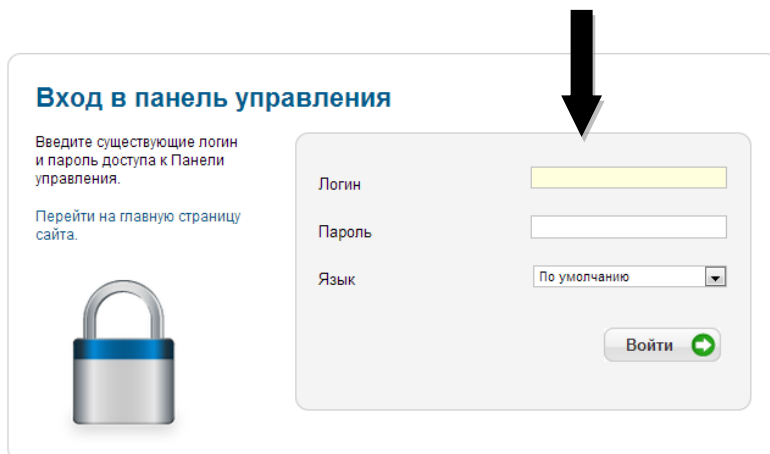 Вход в панель управления
Введите существующие логин
и пароль доступа к Панели
управления.
Перейти на главную страницу
сайта.
Логин
Пароль
Язык
По умолчанию
Войти